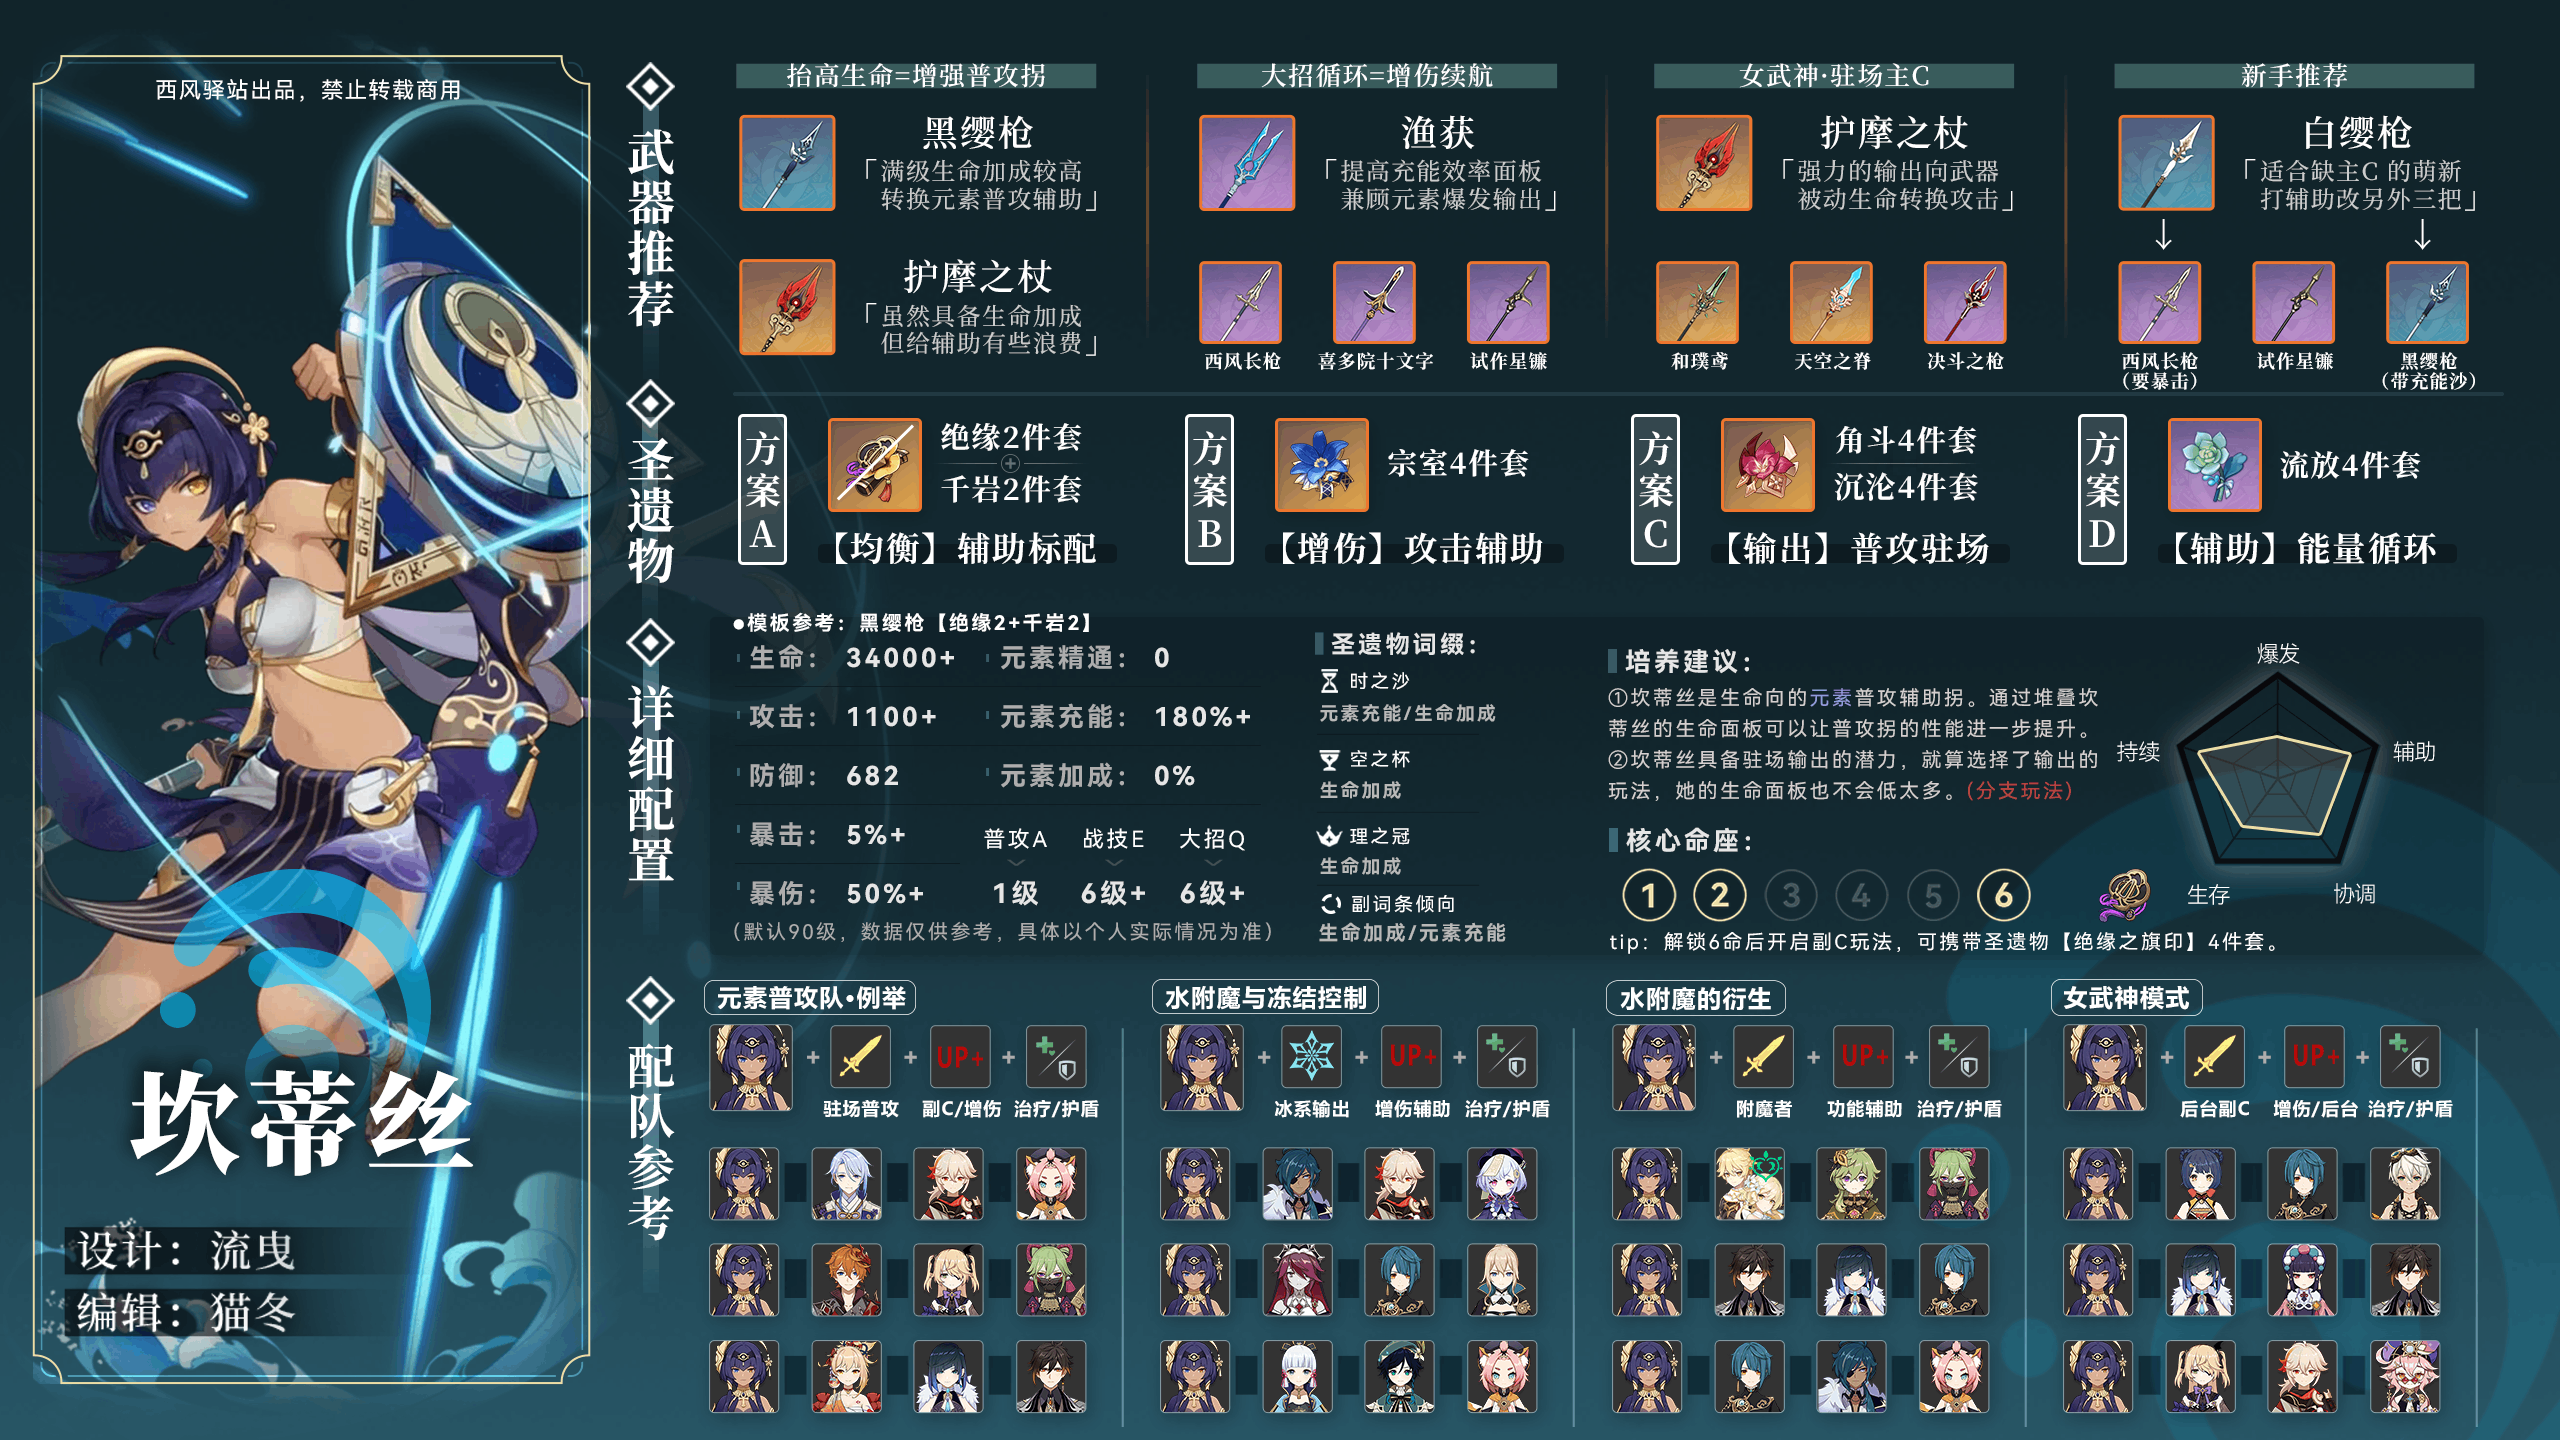 西风驿站出品，禁止转载商用
坎蒂丝
设计：流曳
编辑：猫冬
武器推荐
抬高生命=增强普攻拐
黑缨枪
「满级生命加成较高
转换元素普攻辅助」
护摩之杖
「虽然具备生命加成
但给辅助有些浪费」
大招循环=增伤续航
渔获
「提高充能效率面板
兼顾元素爆发输出」
西风长枪
喜多院十文字
试作星镰
女武神·驻场主C
护摩之杖
「强力的输出向武器
被动生命转换攻击」
和璞鸢
天空之脊
决斗之枪
新手推荐
白缨枪
「适合缺主C 的萌新
打辅助改另外三把」
↓
↓
西风长枪
（要暴击）
试作星镰
黑缨枪
（带充能沙）
圣遗物
方案A
绝缘2件套
千岩2件套
【均衡】辅助标配
方案B
宗室4件套
【增伤】攻击辅助
方案C
角斗4件套
沉沦4件套
【输出】普攻驻场
方案D
流放4件套
【辅助】能量循环
详细配置
●模板参考：黑缨枪【绝缘2+千岩2】
生命：34000+
元素精通：0
攻击：1100+
元素充能：180%+
防御：682
元素加成：0%
暴击：5%+
普攻A 战技E 大招Q
暴伤：50%+
1级 6级+ 6级+
（默认90级，数据仅供参考，具体以个人实际情况为准）
圣遗物词缀：
时之沙
元素充能/生命加成
空之杯
生命加成
理之冠
生命加成
副词条倾向
生命加成/元素充能
培养建议：
①坎蒂丝是生命向的元素普攻辅助拐。通过堆叠坎
蒂丝的生命面板可以让普攻拐的性能进一步提升。
②坎蒂丝具备驻场输出的潜力，就算选择了输出的
玩法，她的生命面板也不会低太多。(分支玩法)
核心命座：
1 2 3 4 5 6
tip：解锁6命后开启副C玩法，可携带圣遗物【绝缘之旗印】4件套。
爆发
辅助
协调
生存
持续
配队参考
元素普攻队·例举
+ + UP+ +
驻场普攻 副C/增伤 治疗/护盾
水附魔与冻结控制
+ + UP+ +
冰系输出 增伤辅助 治疗/护盾
水附魔的衍生
+ + UP+ +
附魔者 功能辅助 治疗/护盾
女武神模式
+ + UP+ +
后台副C 增伤/后台 治疗/护盾